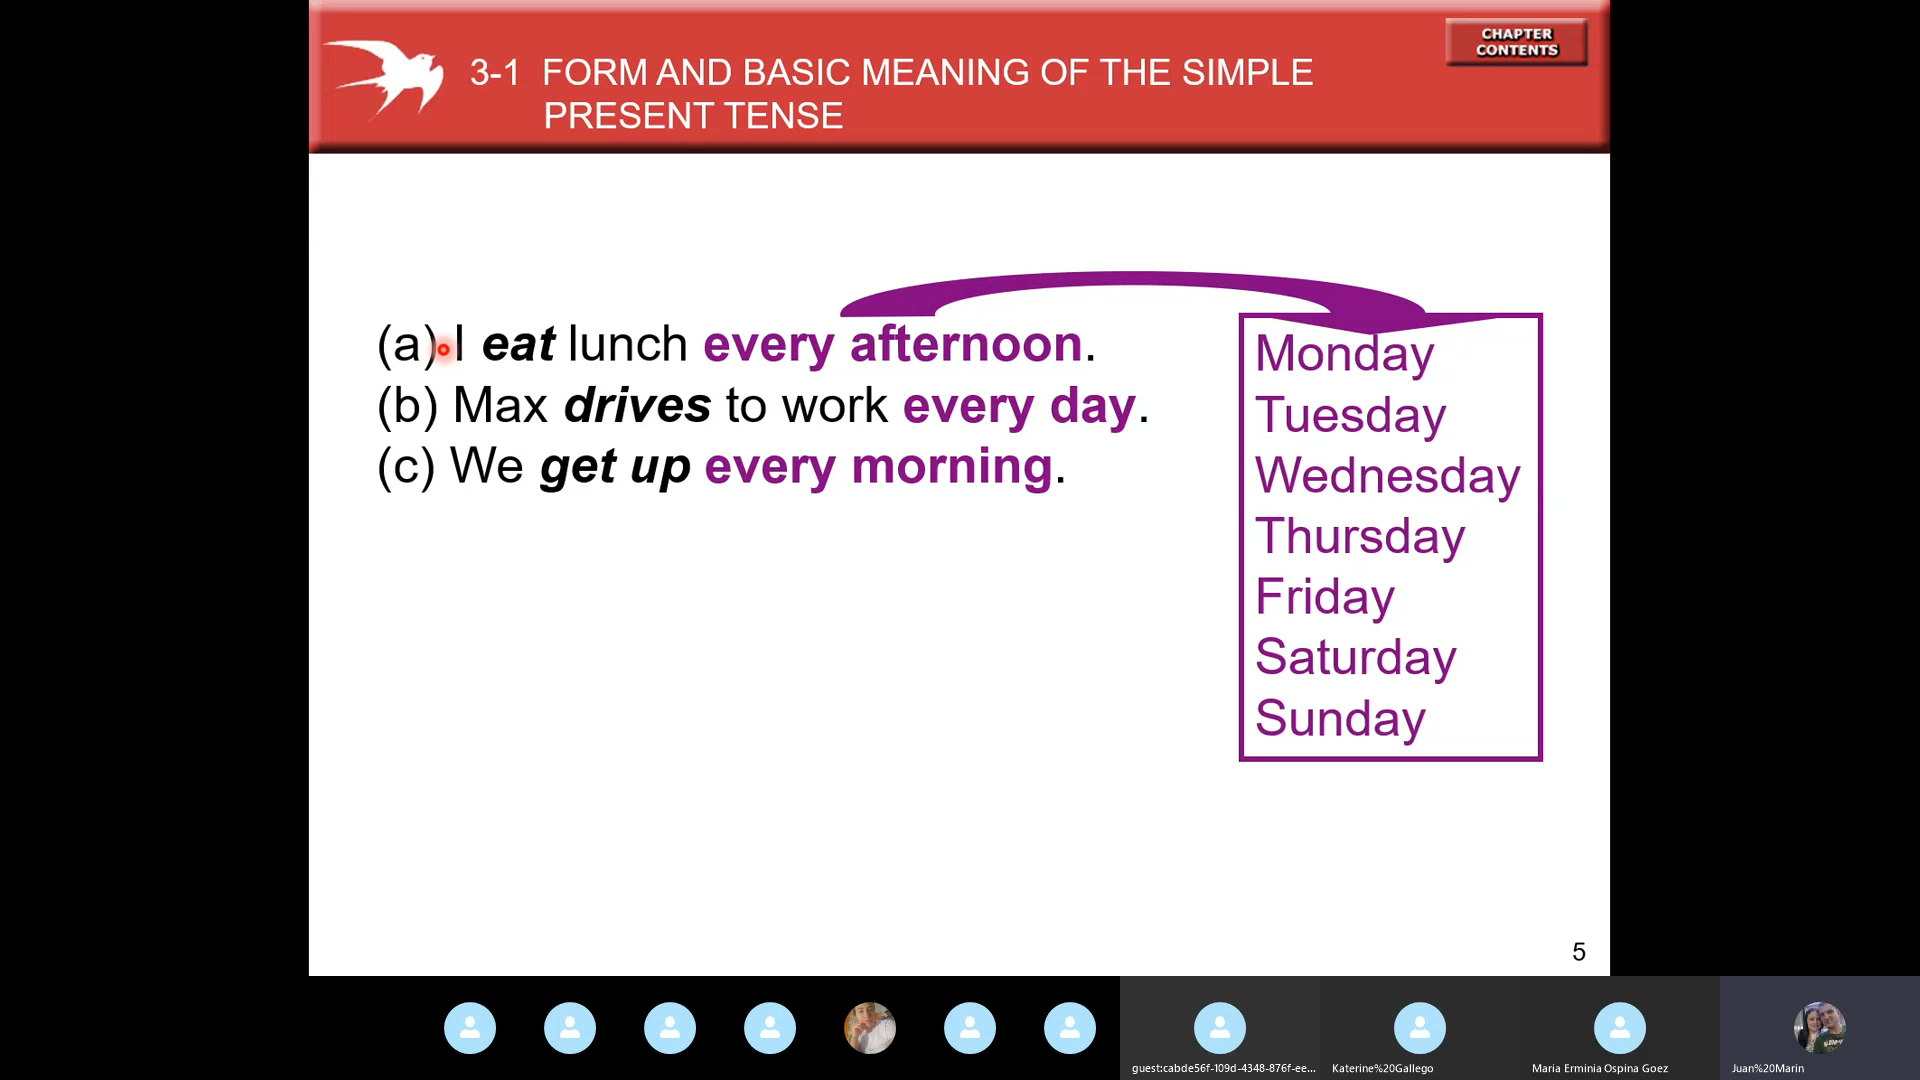 CHAPTER
CONTENTS
3-1 FORM AND BASIC MEANING OF THE SIMPLE
PRESENT TENSE
(a) I eat lunch every afternoon.
(b) Max drives to work every day.
(c) We get up every morning.
Monday
Tuesday
Wednesday
Thursday
Friday
Saturday
Sunday
5
guest:cabde56f-109d-4348-876f-ee...
Katerine%20Gallego
Maria Erminia Ospina Goez
Juan%20Marin